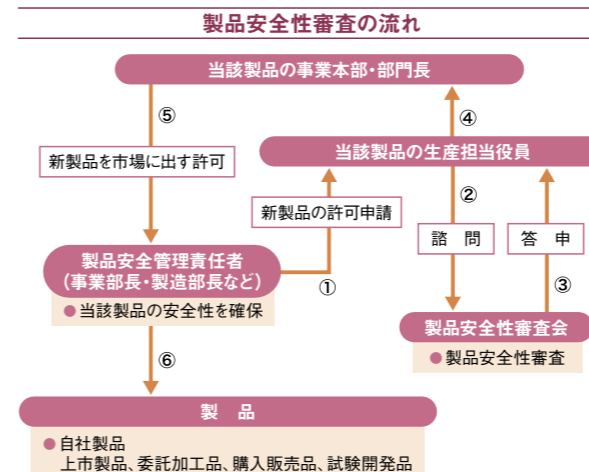 製品安全性審査の流れ
当該製品の事業本部・部門長
⑤
④
当該製品の生産担当役員
新製品を市場に出す許可
②
新製品の許可申請
諮 問
答 申
製品安全管理責任者
（事業部長・製造部長など）
①
③
●当該製品の安全性を確保
製品安全性審査会
●製品安全性審査
⑥
製 品
●自社製品
上市製品、委託加工品、購入販売品、試験開発品